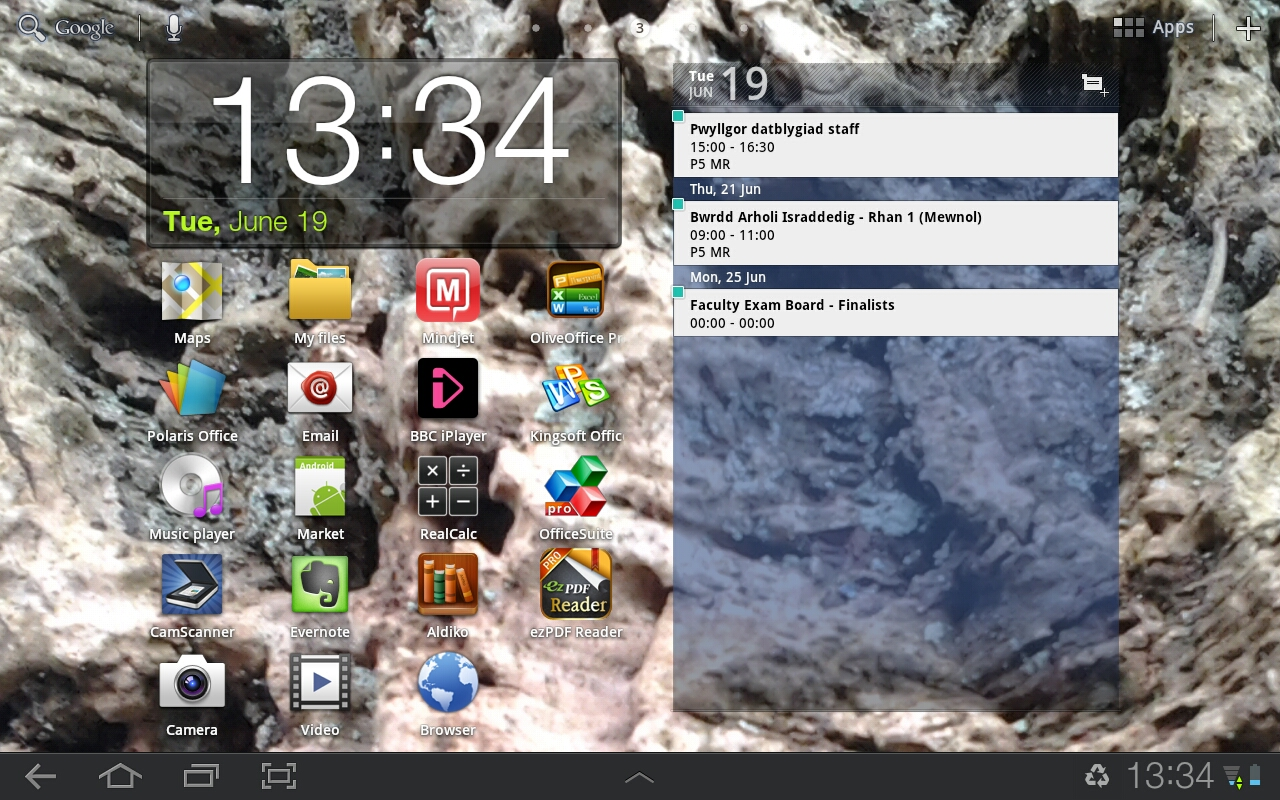 Google
3
Apps
13:34
Tue, June 19
Tue
JUN
19
Pwyllgor datblygiad staff
15:00 - 16:30
P5 MR
Thu, 21 Jun
Bwrdd Arholi Israddedig - Rhan 1 (Mewnol)
09:00 - 11:00
P5 MR
Mon, 25 Jun
Faculty Exam Board - Finalists
00:00 - 00:00
M
Excel
Word
Maps
My files
Mindjet
OliveOffice Pr
@
W P S
Polaris Office
Email
BBC iPlayer
Kingsoft Offic
Android
pro
Music player
Market
RealCalc
OfficeSuite
PRO
ezPDF
Reader
CamScanner
Evernote
Aldiko
ezPDF Reader
Camera
Video
Browser
13:34